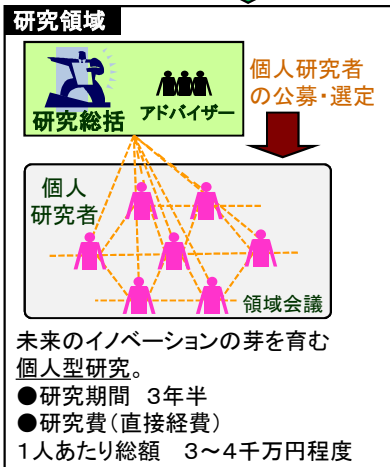 研究領域
研究総括
アドバイザー
個人研究者
の公募・選定
個人
研究者
領域会議
未来のイノベーションの芽を育む
個人型研究。
●研究期間 3年半
●研究費(直接経費)
1人あたり総額 3～4千万円程度